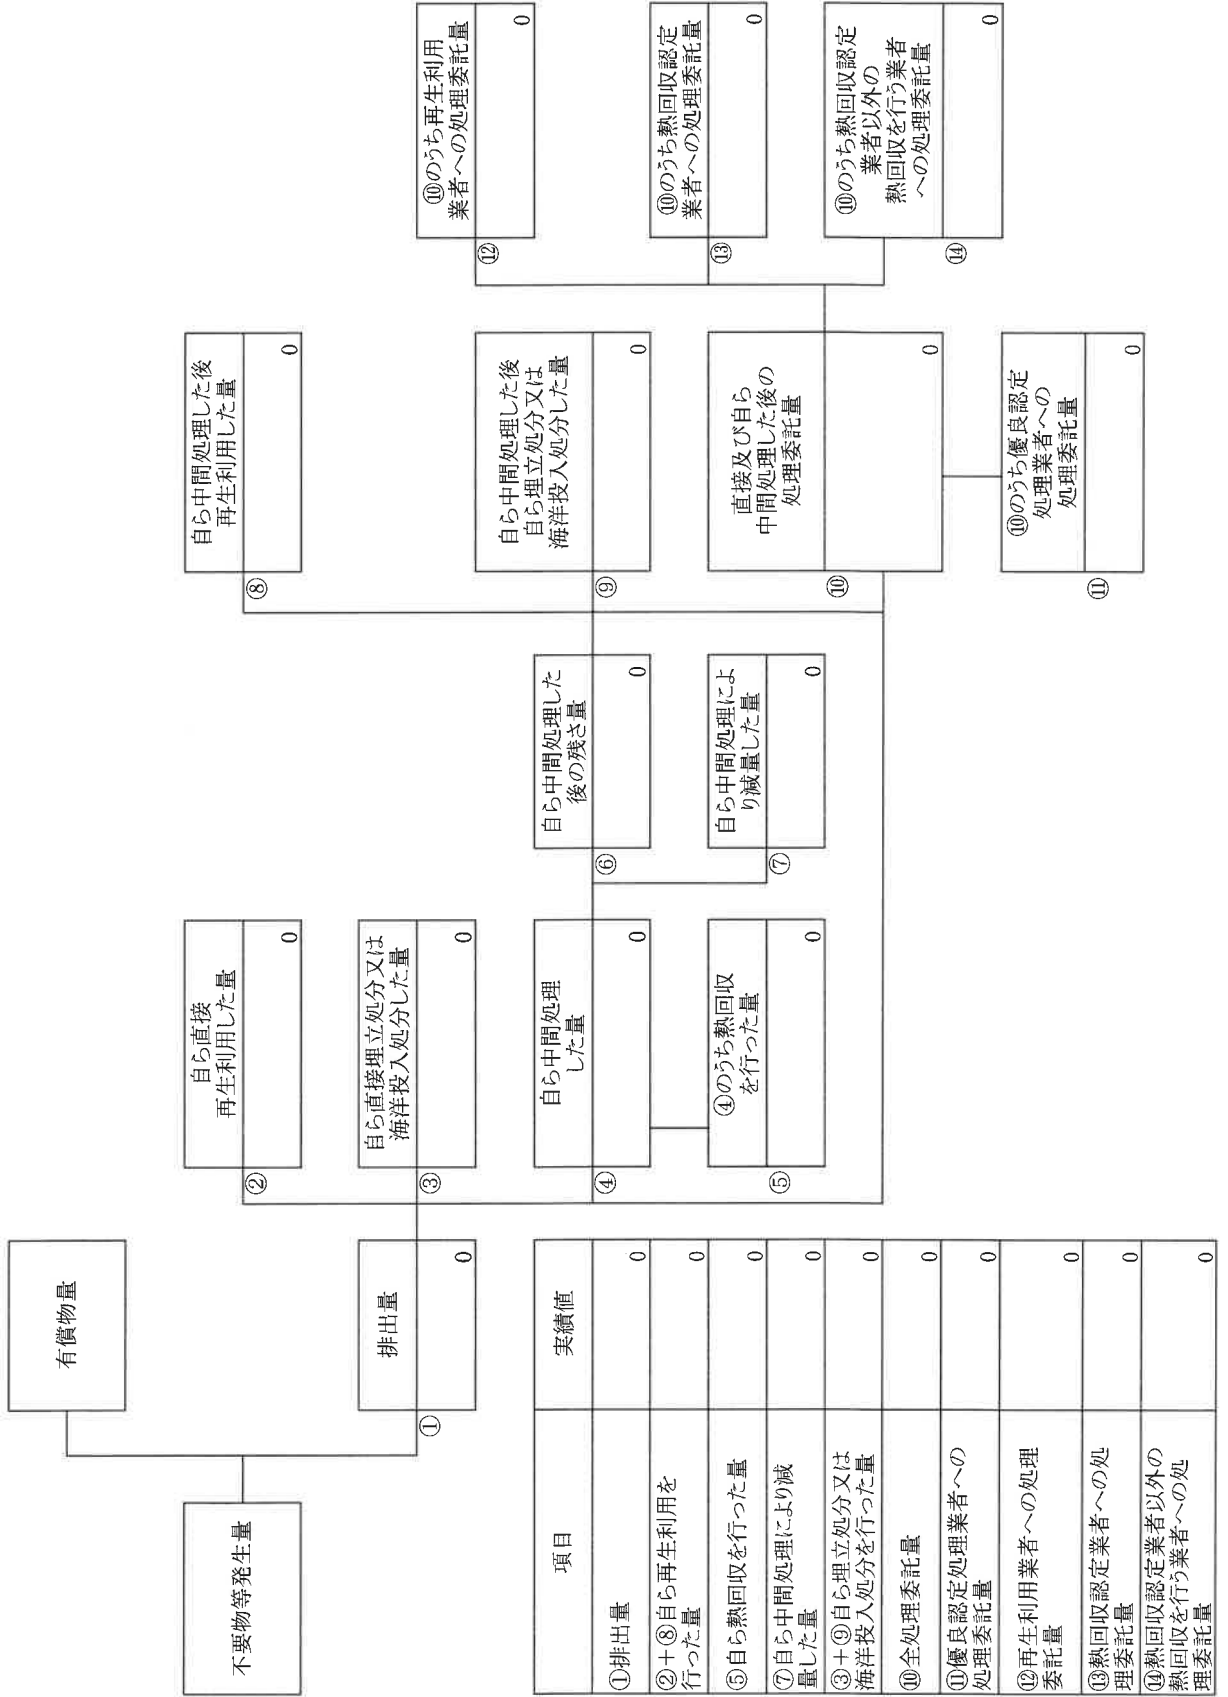 不要物等発生量
有償物量
①
排出量
0
②
自ら直接
再生利用した量
0
③
自ら直接埋立処分又は
海洋投入処分した量
0
④
自ら中間処理
した量
0
⑤
④のうち熱回収
を行った量
0
⑥
自ら中間処理した
後の残さ量
0
⑦
自ら中間処理によ
り減量した量
0
⑧
自ら中間処理した後
再生利用した量
0
⑨
自ら中間処理した後
自ら埋立処分又は
海洋投入処分した量
0
⑩
直接及び自ら
中間処理した後の
処理委託量
0
⑪
⑩のうち優良認定
処理業者への
処理委託量
0
⑫
⑩のうち再生利用
業者への処理委託量
0
⑬
⑩のうち熱回収認定
業者への処理委託量
0
⑭
⑩のうち熱回収認定
業者以外の
熱回収を行う業者
への処理委託量
0
項目 実績値
①排出量 0
②+⑧自ら再生利用を
行った量 0
⑤自ら熱回収を行った量 0
⑦自ら中間処理により減
量した量 0
③+⑨自ら埋立処分又は
海洋投入処分を行った量 0
⑩全処理委託量 0
⑪優良認定処理業者への
処理委託量 0
⑫再生利用業者への処理
委託量 0
⑬熱回収認定業者への処
理委託量 0
⑭熱回収認定業者以外の
熱回収を行う業者への処
理委託量 0